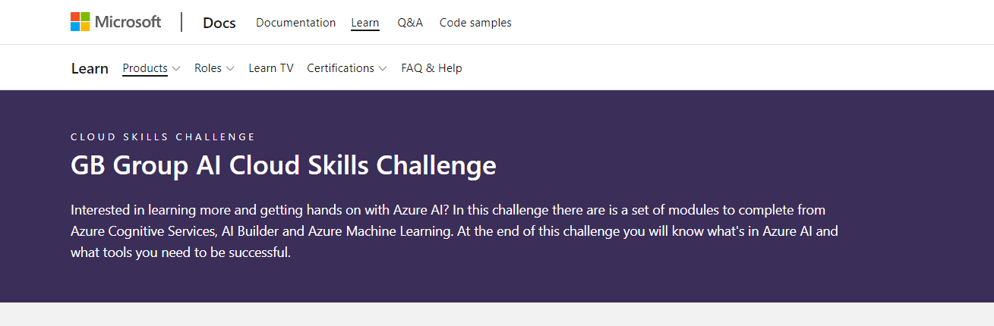 Microsoft Docs Documentation Learn Q&A Code samples
Learn Products Roles Learn TV Certifications FAQ & Help
CLOUD SKILLS CHALLENGE
GB Group AI Cloud Skills Challenge
Interested in learning more and getting hands on with Azure AI? In this challenge there are is a set of modules to complete from
Azure Cognitive Services, AI Builder and Azure Machine Learning. At the end of this challenge you will know what's in Azure AI and
what tools you need to be successful.